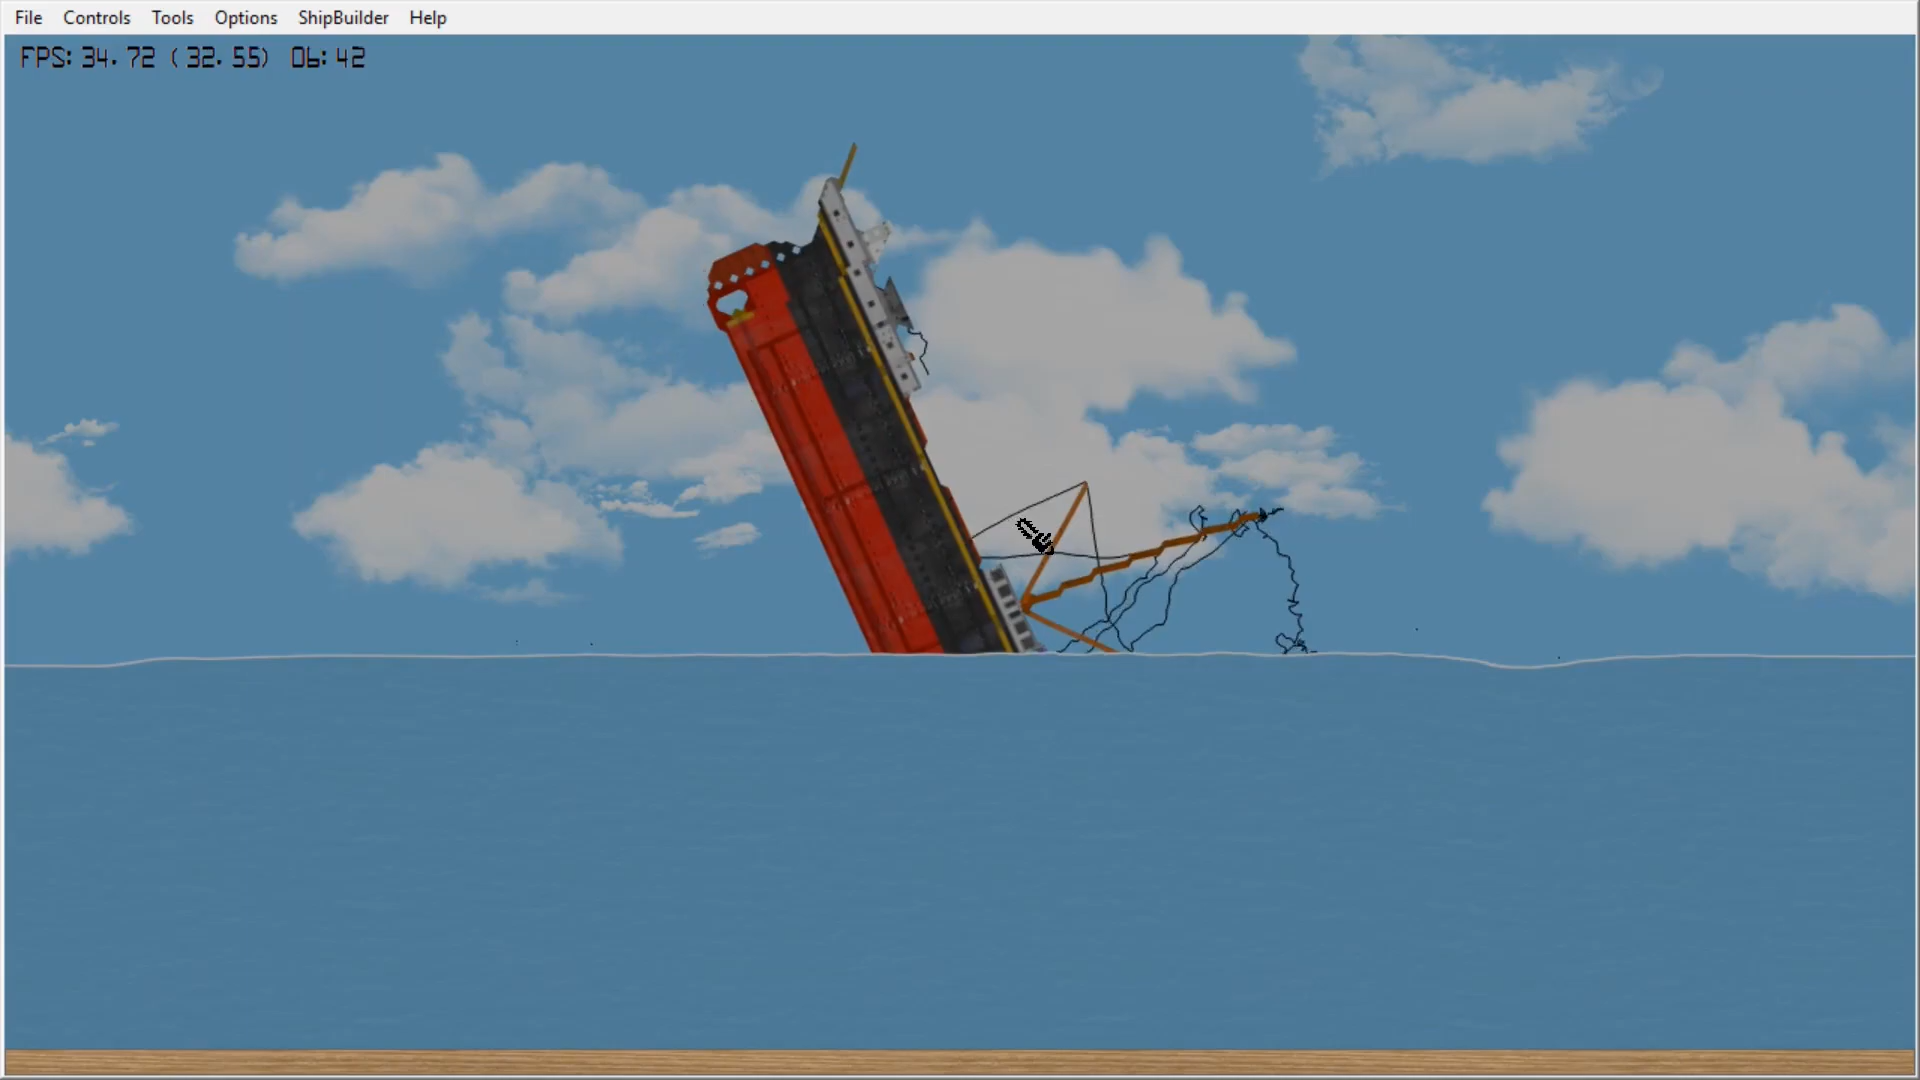 File Controls Tools Options ShipBuilder Help
FPS: 34.72 (32.55) 06:42